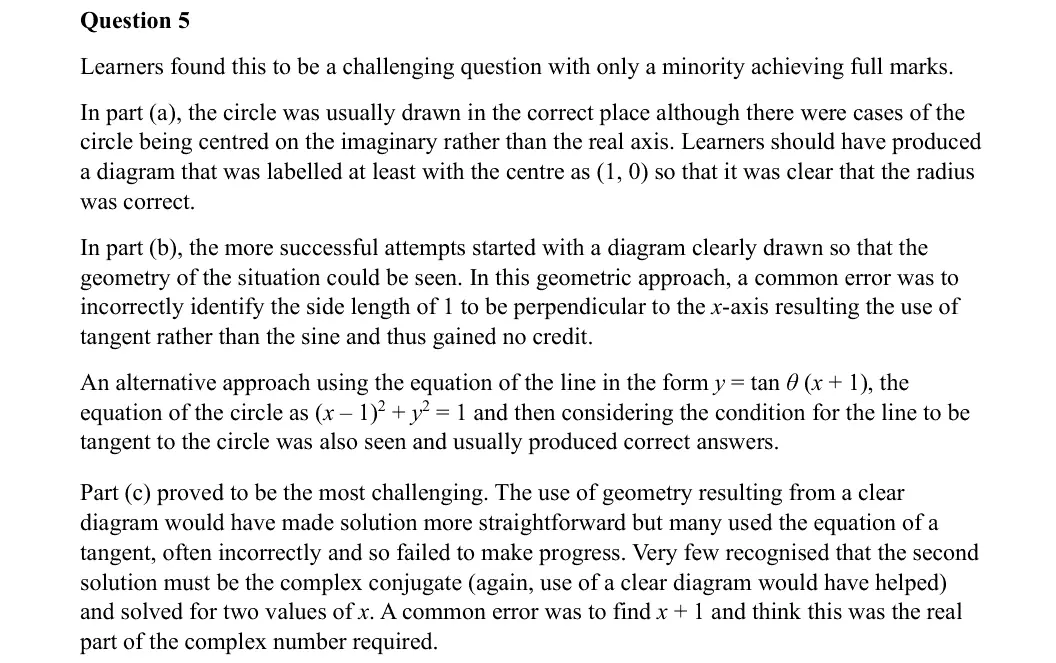 Question 5
Learners found this to be a challenging question with only a minority achieving full marks.
In part (a), the circle was usually drawn in the correct place although there were cases of the
circle being centred on the imaginary rather than the real axis. Learners should have produced
a diagram that was labelled at least with the centre as (1, 0) so that it was clear that the radius
was correct.
In part (b), the more successful attempts started with a diagram clearly drawn so that the
geometry of the situation could be seen. In this geometric approach, a common error was to
incorrectly identify the side length of 1 to be perpendicular to the x-axis resulting the use of
tangent rather than the sine and thus gained no credit.
An alternative approach using the equation of the line in the form y = tan θ (x + 1), the
equation of the circle as (x – 1)² + y² = 1 and then considering the condition for the line to be
tangent to the circle was also seen and usually produced correct answers.
Part (c) proved to be the most challenging. The use of geometry resulting from a clear
diagram would have made solution more straightforward but many used the equation of a
tangent, often incorrectly and so failed to make progress. Very few recognised that the second
solution must be the complex conjugate (again, use of a clear diagram would have helped)
and solved for two values of x. A common error was to find x + 1 and think this was the real
part of the complex number required.